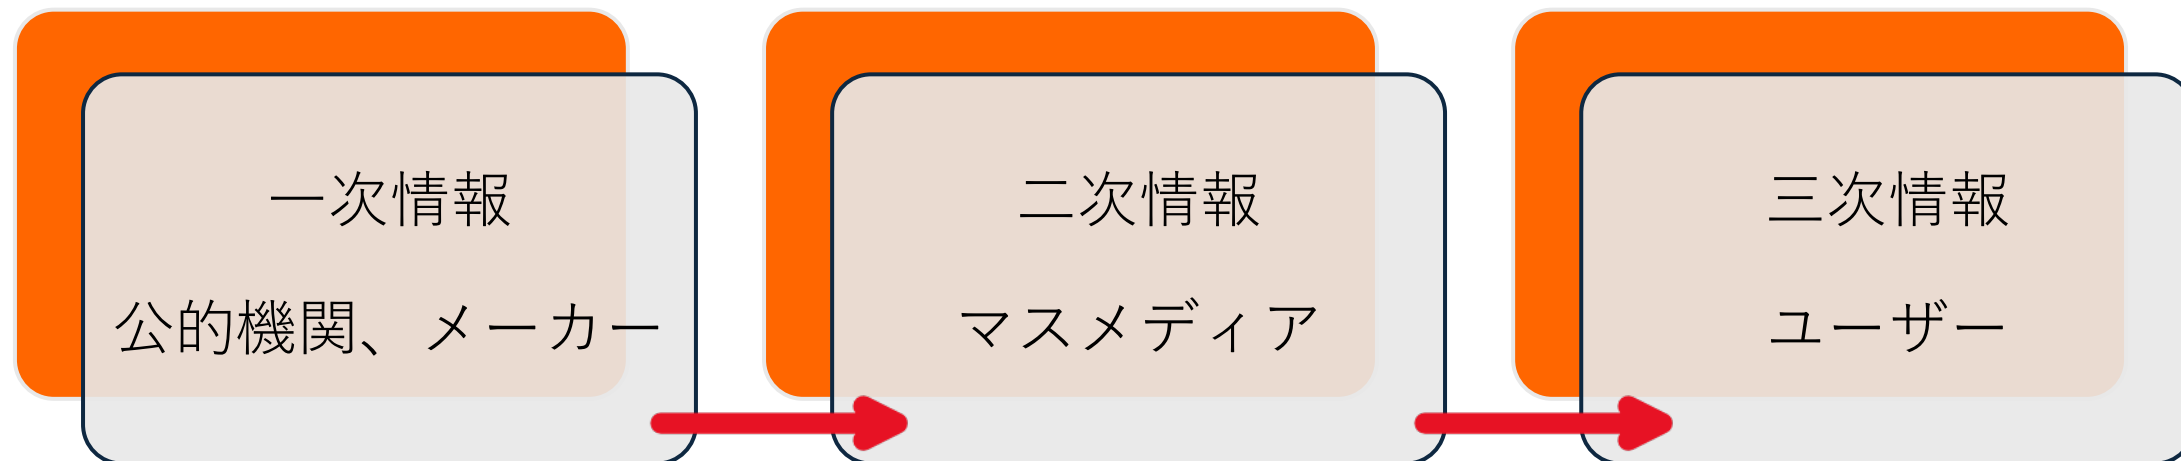 一次情報
公的機関、メーカー
二次情報
マスメディア
三次情報
ユーザー